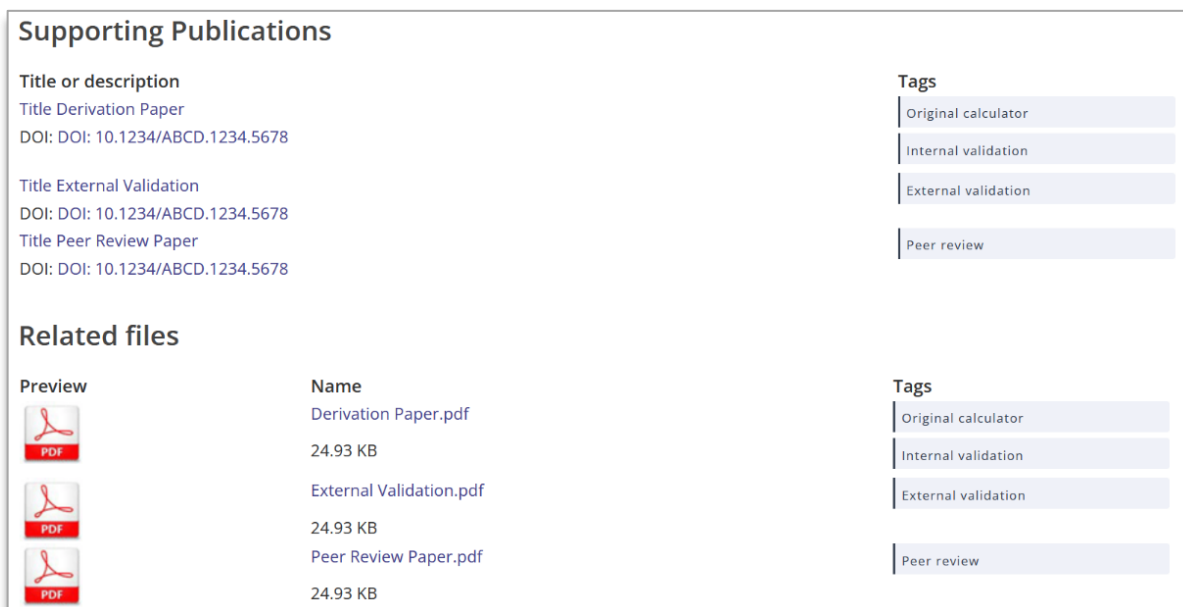 Supporting Publications
Title or description Tags
Title Derivation Paper Original calculator
DOI: DOI: 10.1234/ABCD.1234.5678
Internal validation
Title External Validation External validation
DOI: DOI: 10.1234/ABCD.1234.5678
Title Peer Review Paper Peer review
DOI: DOI: 10.1234/ABCD.1234.5678
Related files
Preview Name Tags
PDF Derivation Paper.pdf Original calculator
24.93 KB Internal validation
PDF External Validation.pdf External validation
24.93 KB
PDF Peer Review Paper.pdf Peer review
24.93 KB